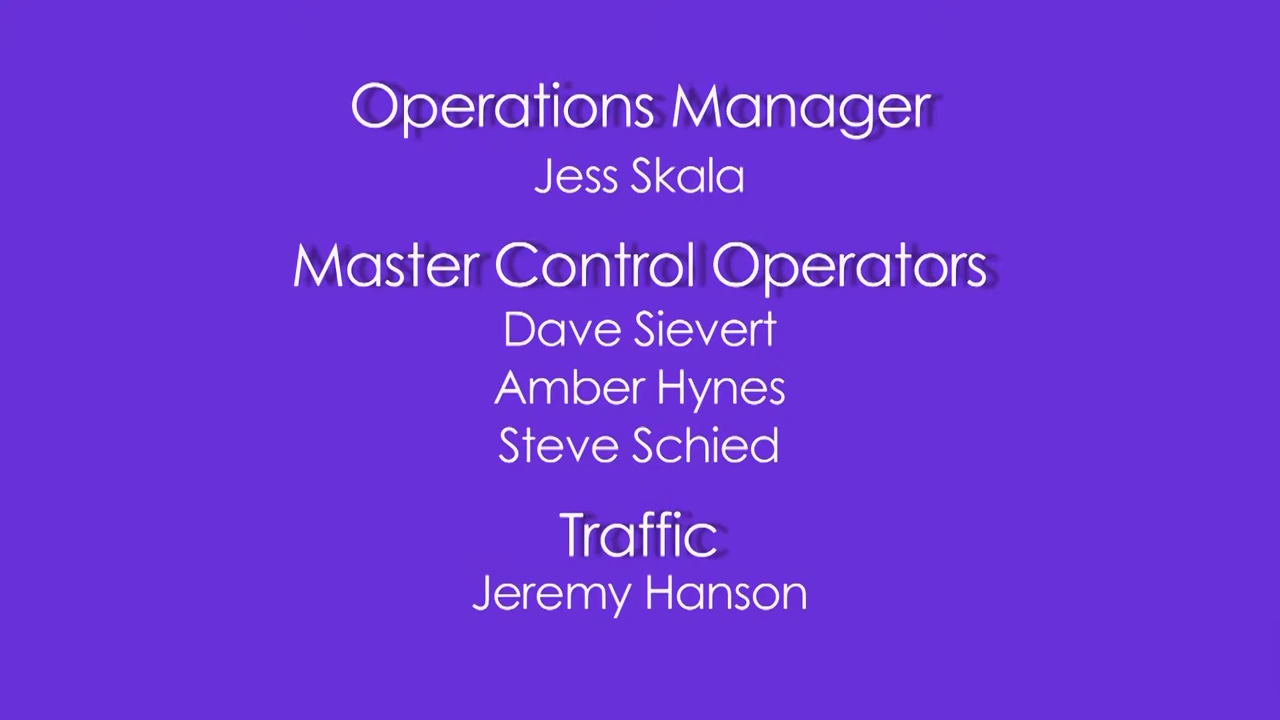 Operations Manager
Jess Skala
Master Control Operators
Dave Sievert
Amber Hynes
Steve Schied
Traffic
Jeremy Hanson